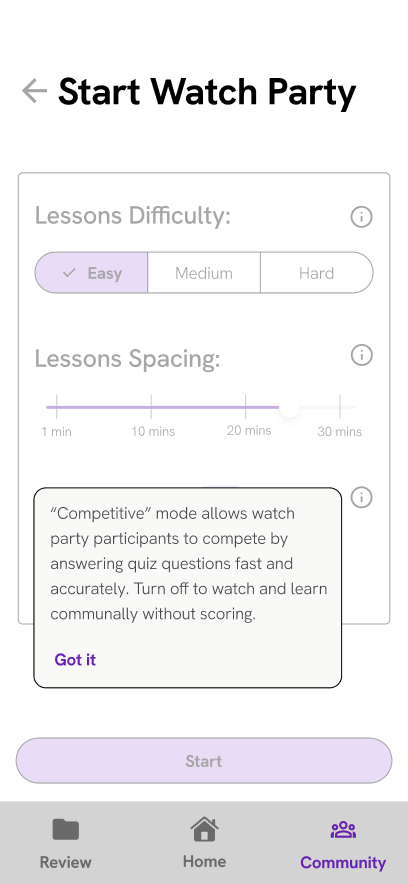 Start Watch Party
Lessons Difficulty:
Easy
Medium
Hard
Lessons Spacing:
1 min
10 mins
20 mins
30 mins
“Competitive” mode allows watch
party participants to compete by
answering quiz questions fast and
accurately. Turn off to watch and learn
communally without scoring.
Got it
Start
Review
Home
Community